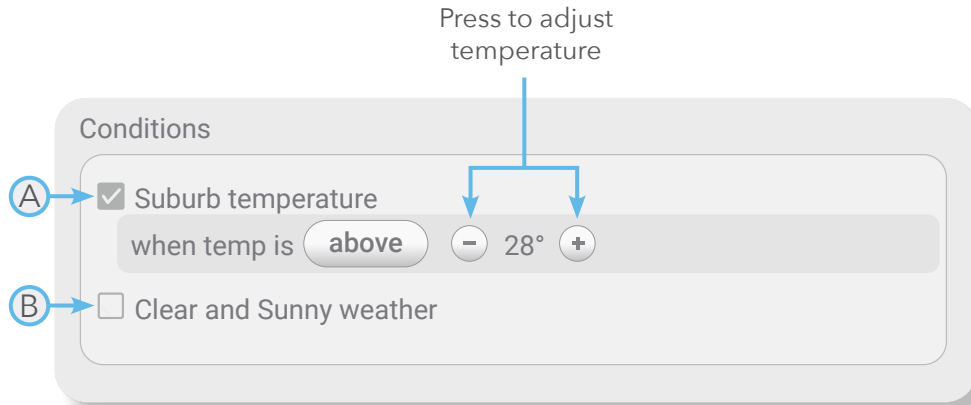 Press to adjust
temperature
Conditions
A
Suburb temperature
when temp is above - 28° +
B
Clear and Sunny weather